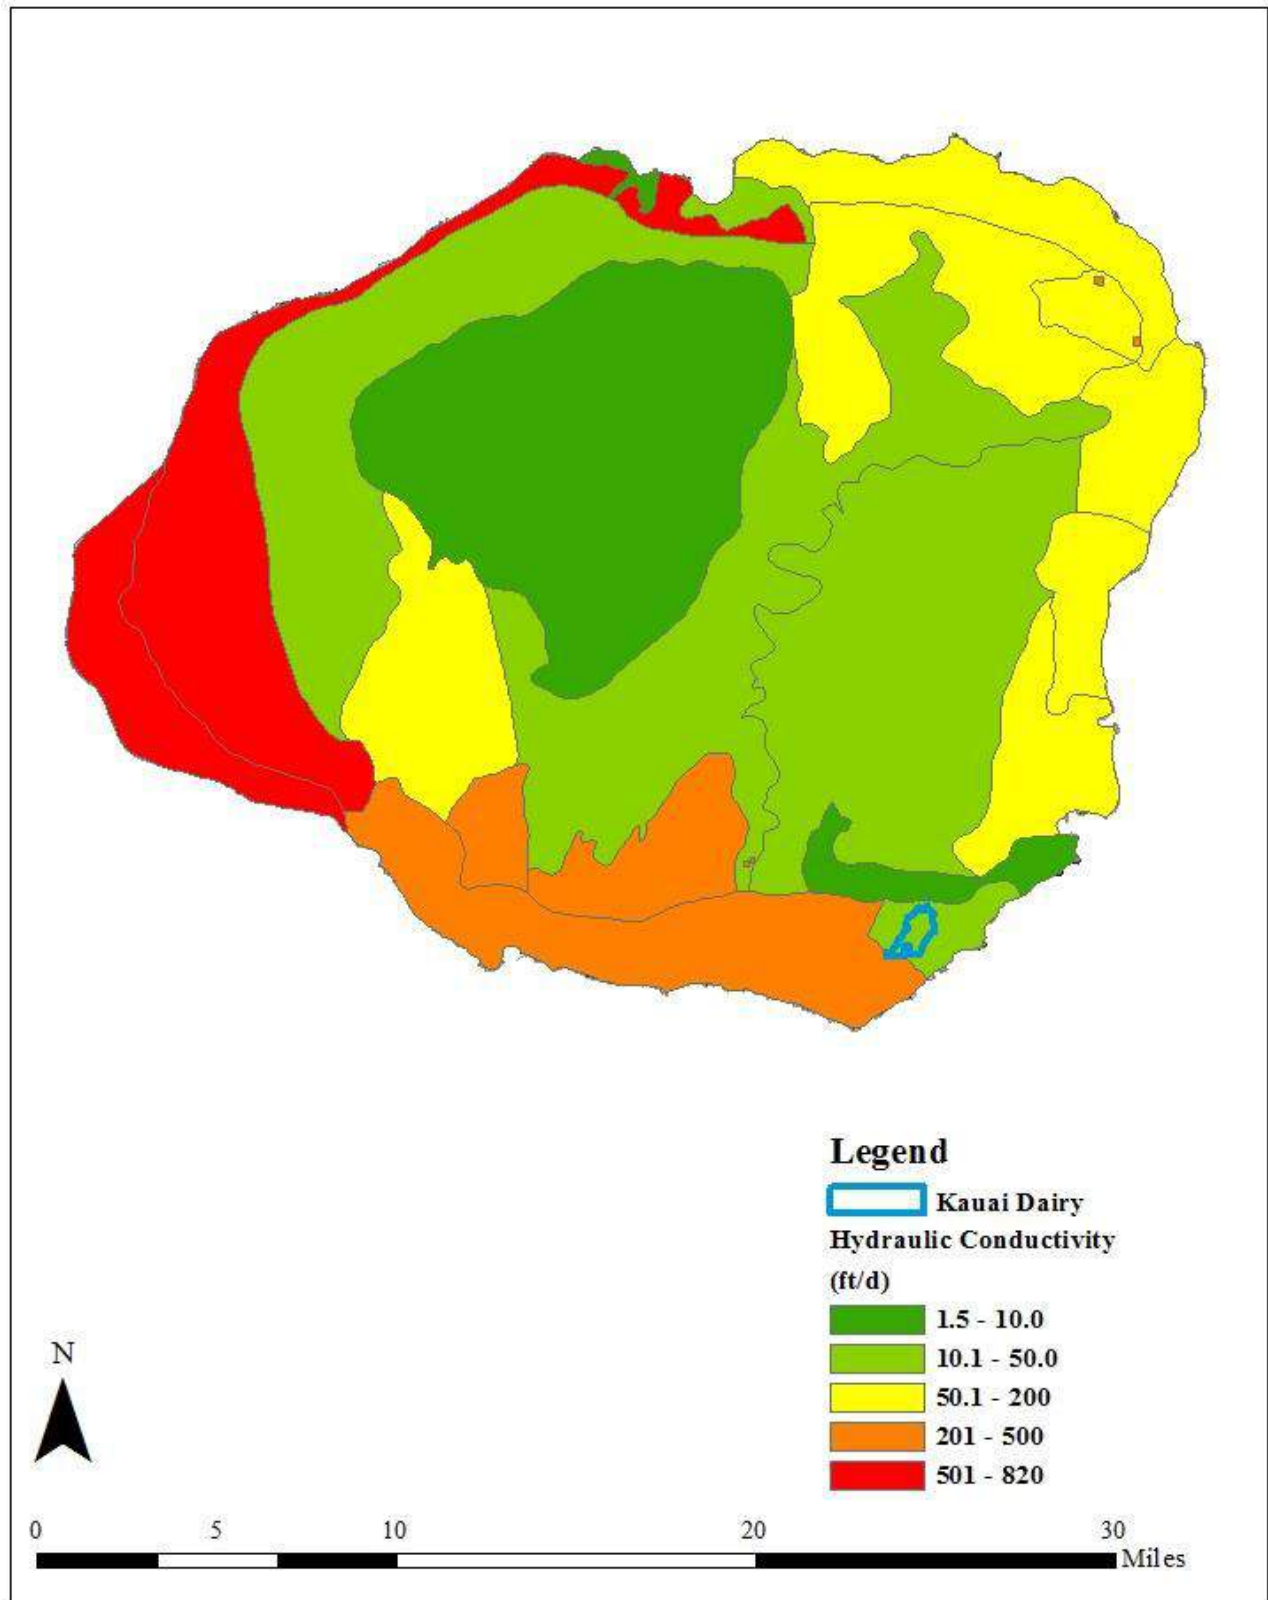 Legend
Kauai Dairy
Hydraulic Conductivity
(ft/d)
1.5 - 10.0
10.1 - 50.0
50.1 - 200
201 - 500
501 - 820
N
0 5 10 20 30
Miles